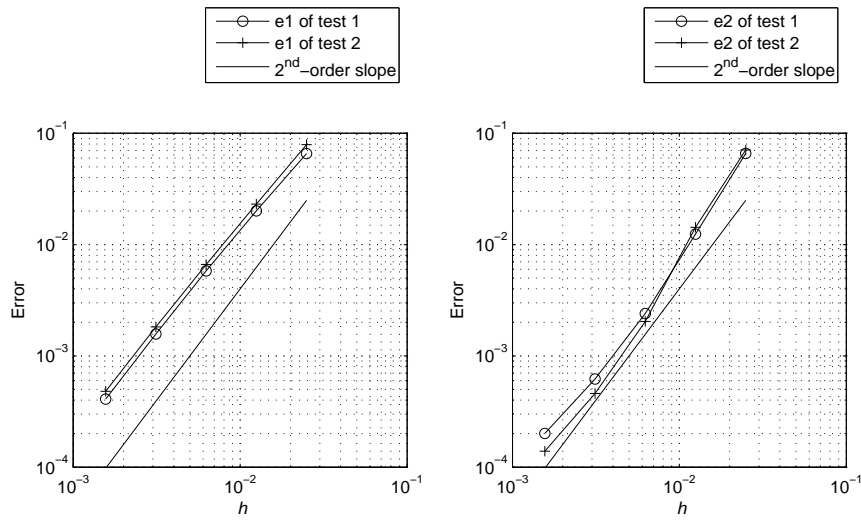 e1 of test 1
e1 of test 2
2nd−order slope
10−1
10−2
10−3
10−4
10−3
10−2
10−1
Error
h
e2 of test 1
e2 of test 2
2nd−order slope
10−1
10−2
10−3
10−4
10−3
10−2
10−1
Error
h